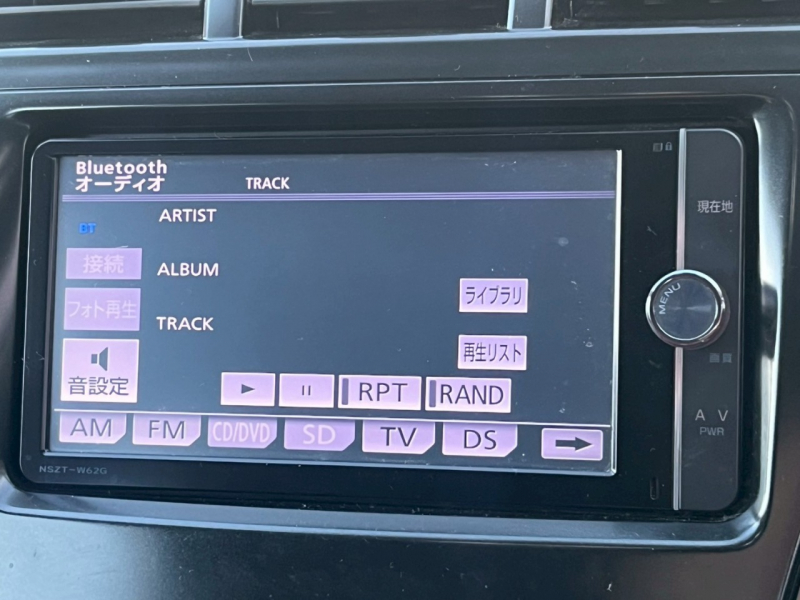 Bluetooth
オーディオ TRACK
ARTIST
BT
接続 ALBUM
ライブラリ
フォト再生
TRACK
再生リスト
音設定
RPT RAND
AM FM CD/DVD SD TV DS
NSZT-W62G
現在地
MENU
画質
A V
PWR